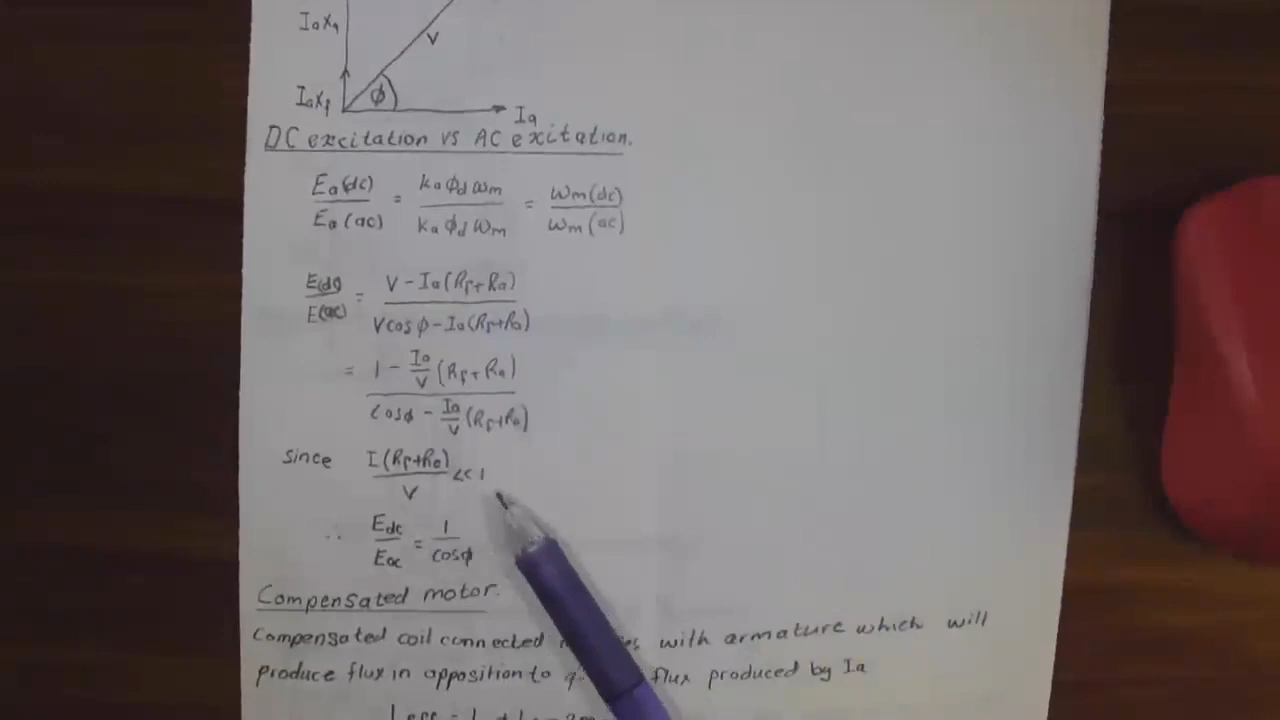 IaXa
V
IaXf
ϕ
Ia
DC excitation vs AC excitation.
Ea(dc)/Ea(ac) = kaϕdωm/kaϕdωm = ωm(dc)/ωm(ac)
E(dc)/E(ac) = V - Ia(Rf+Ra)/Vcosϕ - Ia(Rf+Ra)
= 1 - Ia/V (Rf+Ra)/cosϕ - Ia/V (Rf+Ra)
since I(Rf+Ra)/V << 1
∴ Edc/Eac = 1/cosϕ
Compensated motor.
Compensated coil connected with armature which will
produce flux in opposition to flux produced by Ia